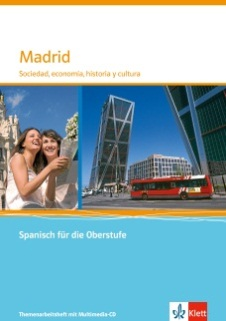 Madrid
Sociedad, economía, historia y cultura
Spanisch für die Oberstufe
Themenarbeitsheft mit Multimedia-CD
Klett